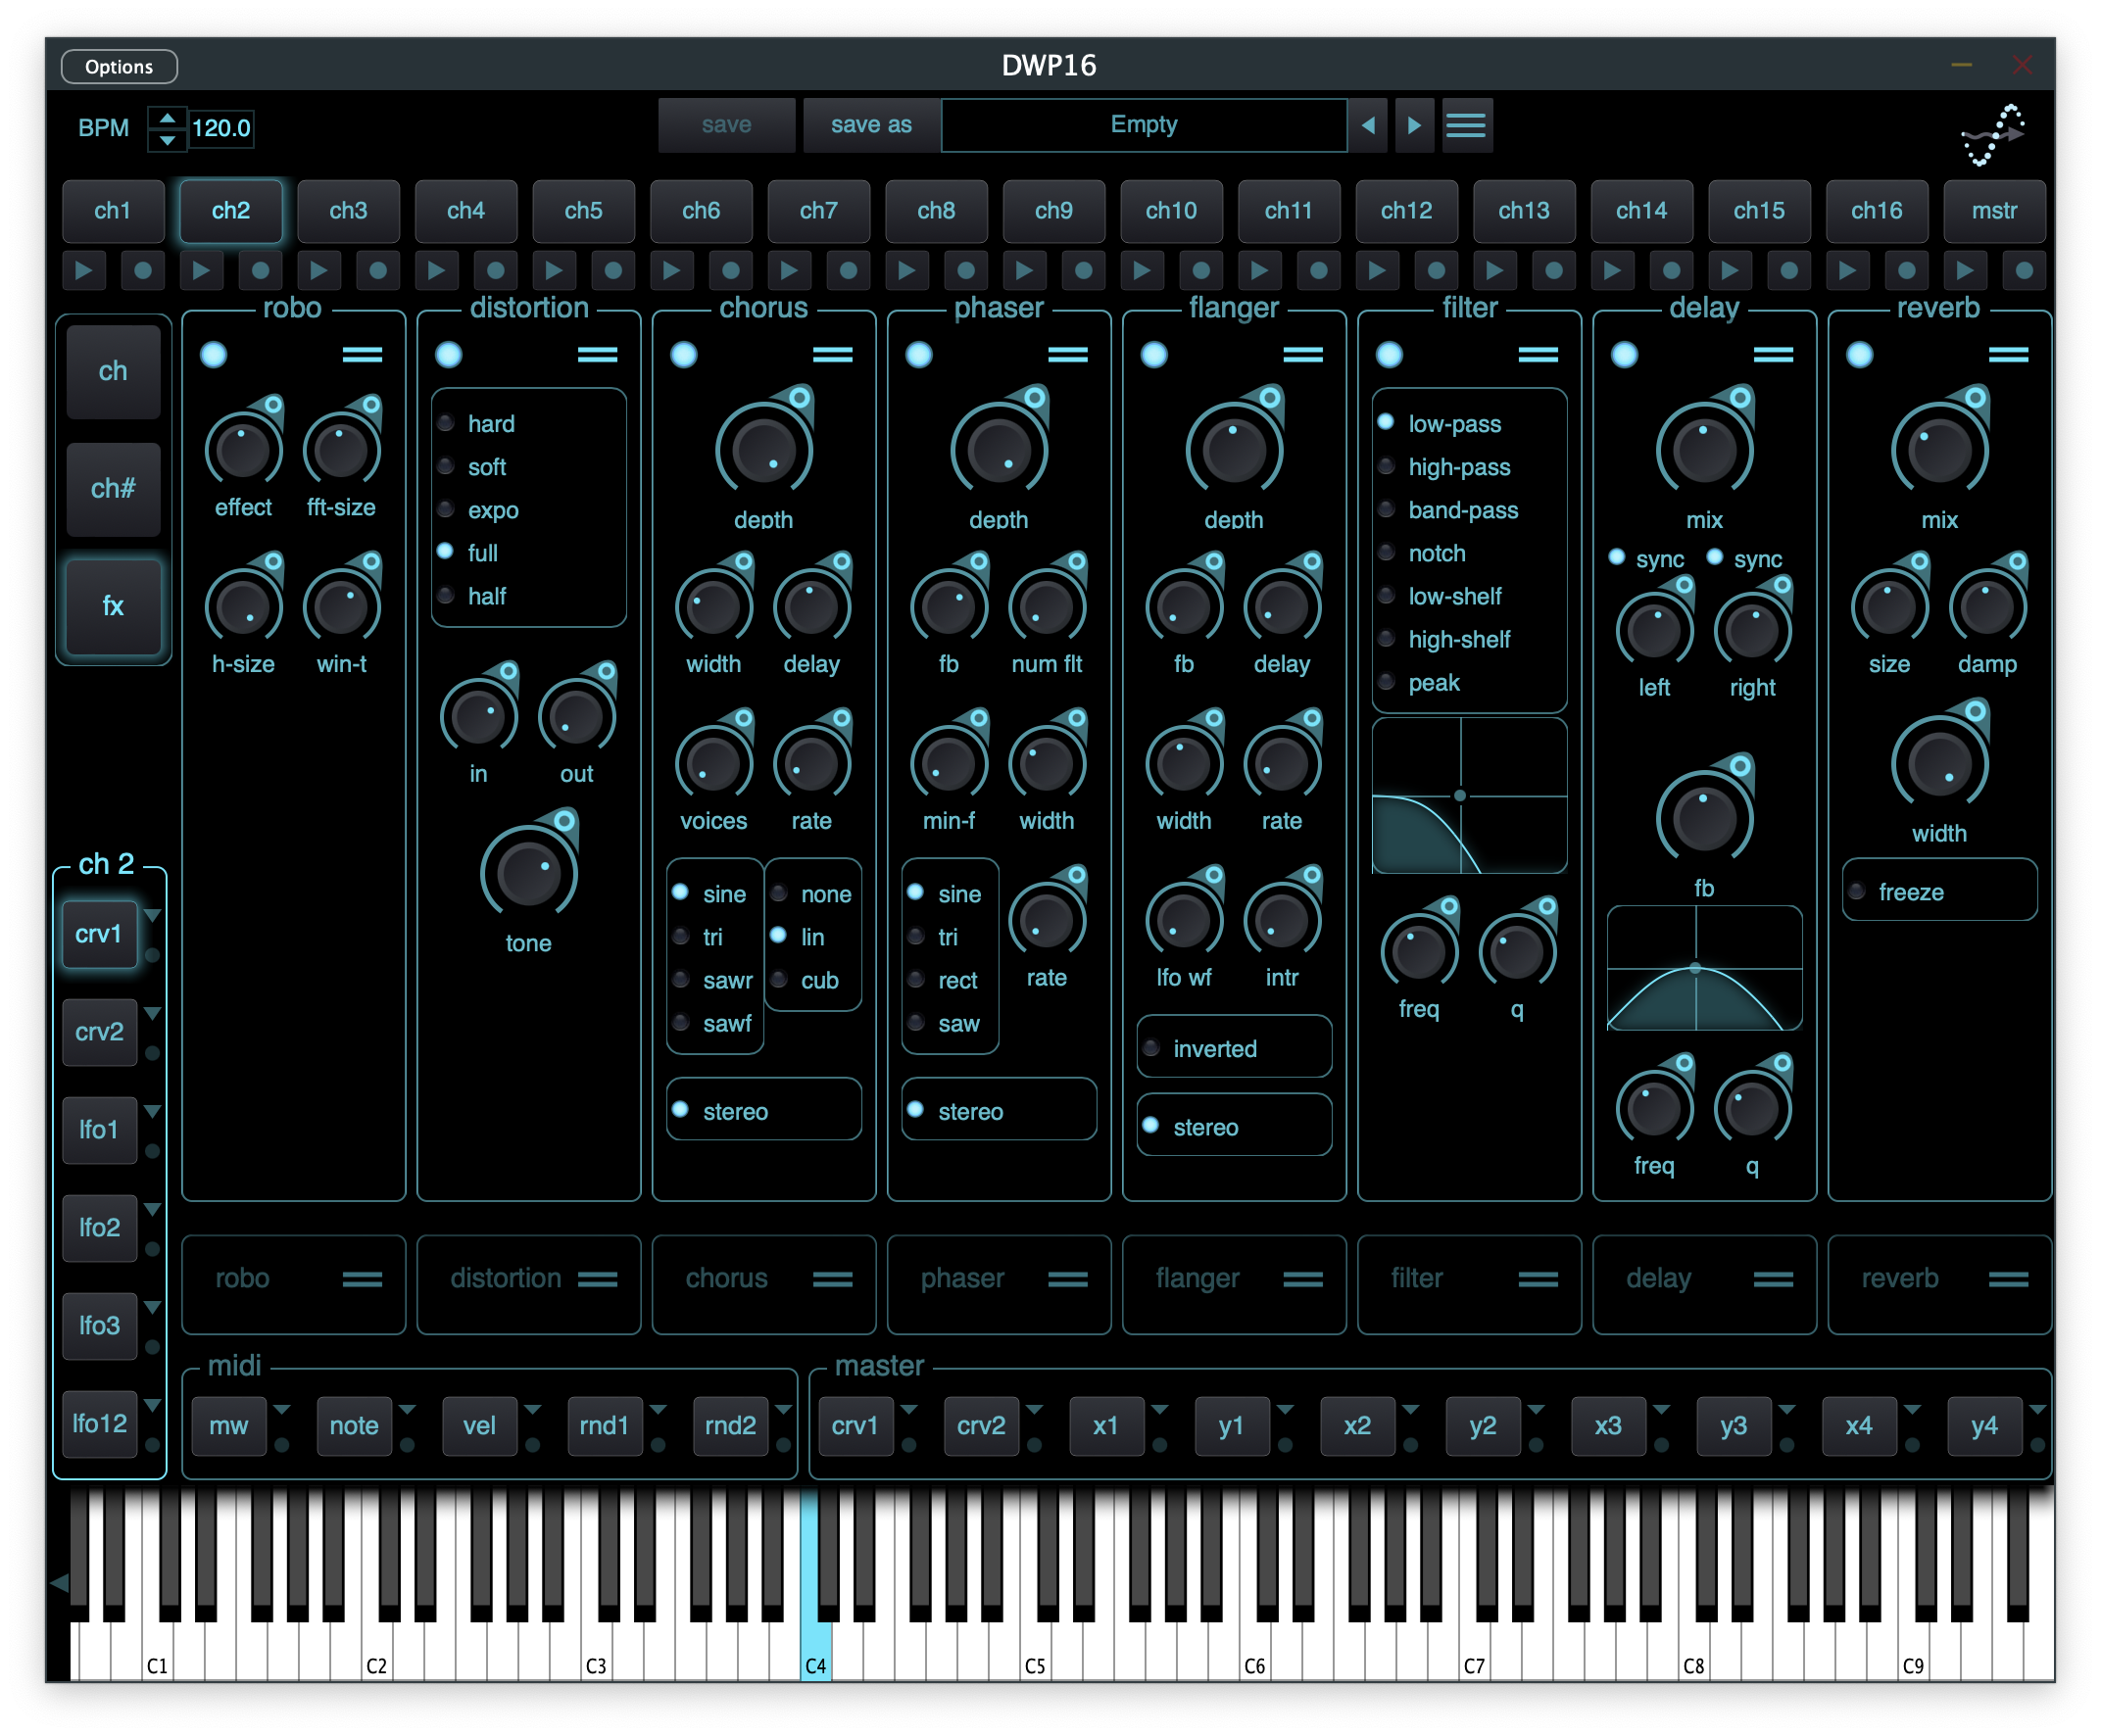 Options
DWP16
BPM 120.0 save save as Empty
ch1 ch2 ch3 ch4 ch5 ch6 ch7 ch8 ch9 ch10 ch11 ch12 ch13 ch14 ch15 ch16 mstr
ch
ch#
fx
robo
effect fft-size
h-size win-t
distortion
hard
soft
expo
full
half
in out
tone
chorus
depth
width delay
voices rate
sine none
tri lin
sawr cub
sawf
stereo
phaser
depth
fb num flt
min-f width
sine
tri
rect rate
saw
stereo
flanger
depth
fb delay
width rate
lfo wf intr
inverted
stereo
filter
low-pass
high-pass
band-pass
notch
low-shelf
high-shelf
peak
freq q
delay
mix
sync sync
left right
fb
freq q
reverb
mix
size damp
width
freeze
ch 2
crv1
crv2
lfo1
lfo2
lfo3
lfo12
robo distortion chorus phaser flanger filter delay reverb
midi
mw note vel rnd1 rnd2
master
crv1 crv2 x1 y1 x2 y2 x3 y3 x4 y4
C1 C2 C3 C4 C5 C6 C7 C8 C9